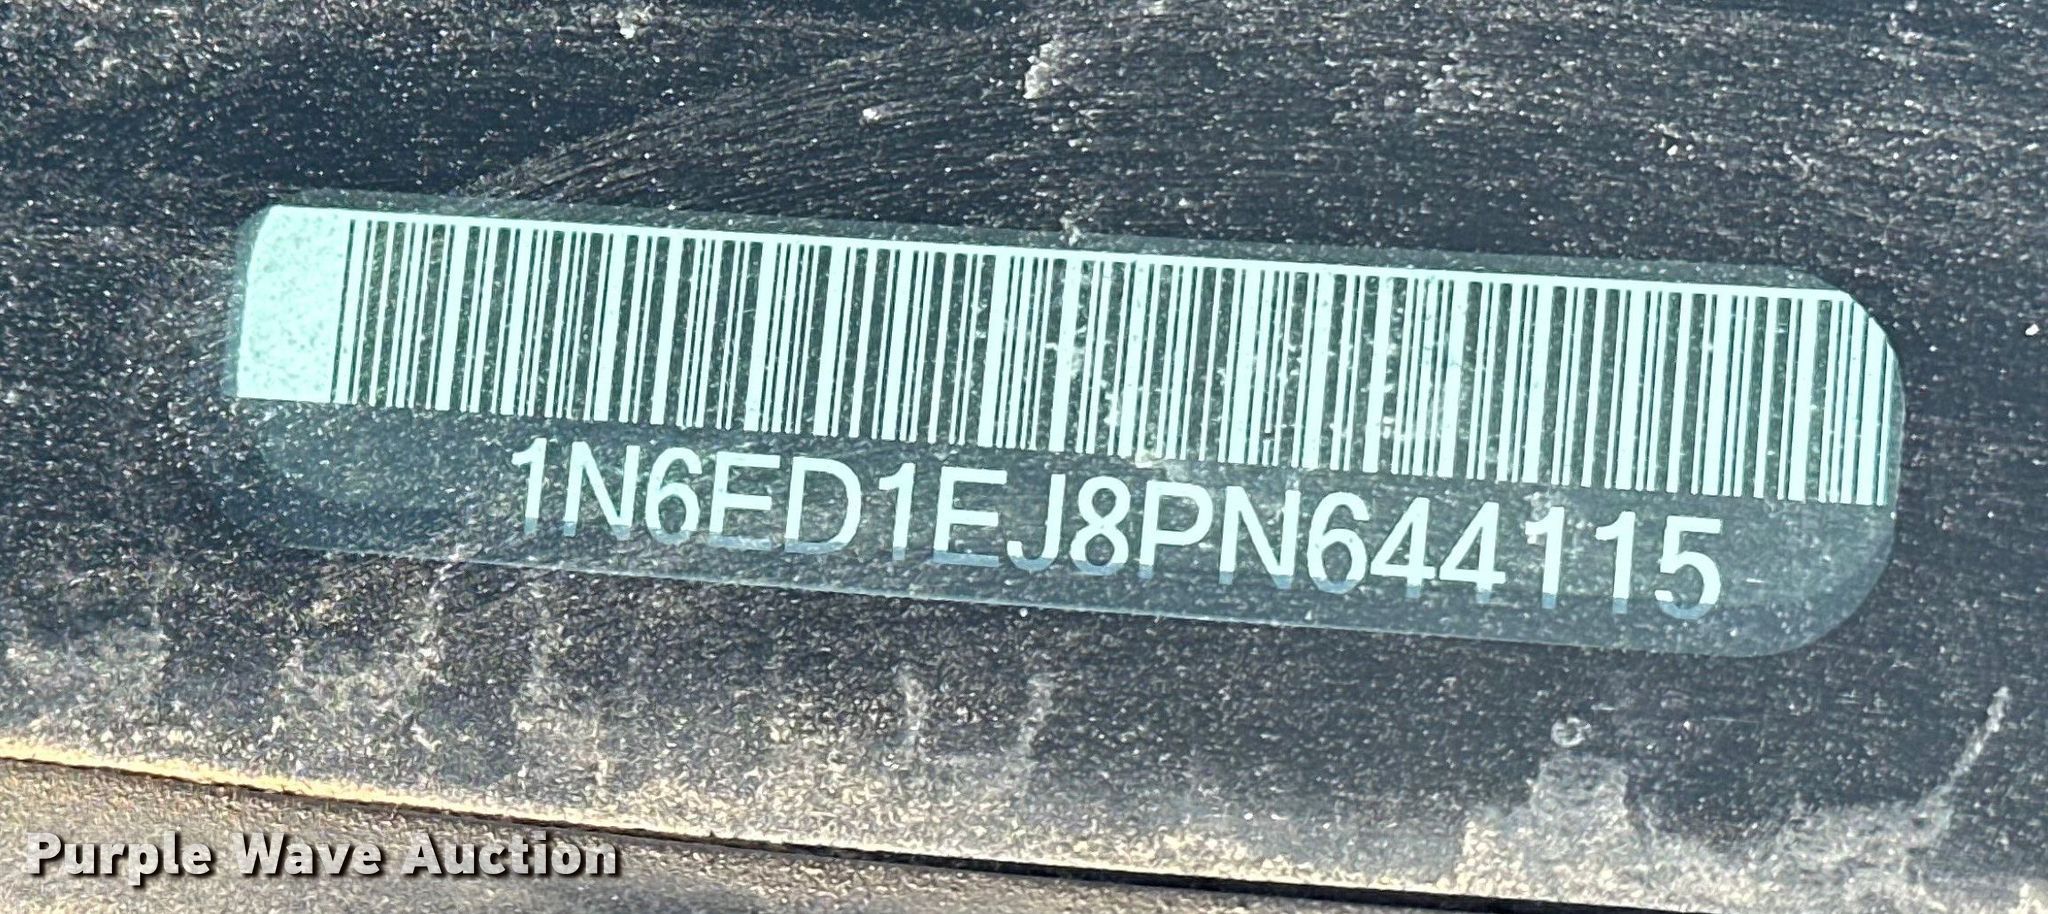 1N6ED1EJ8PN644115
Purple Wave Auction